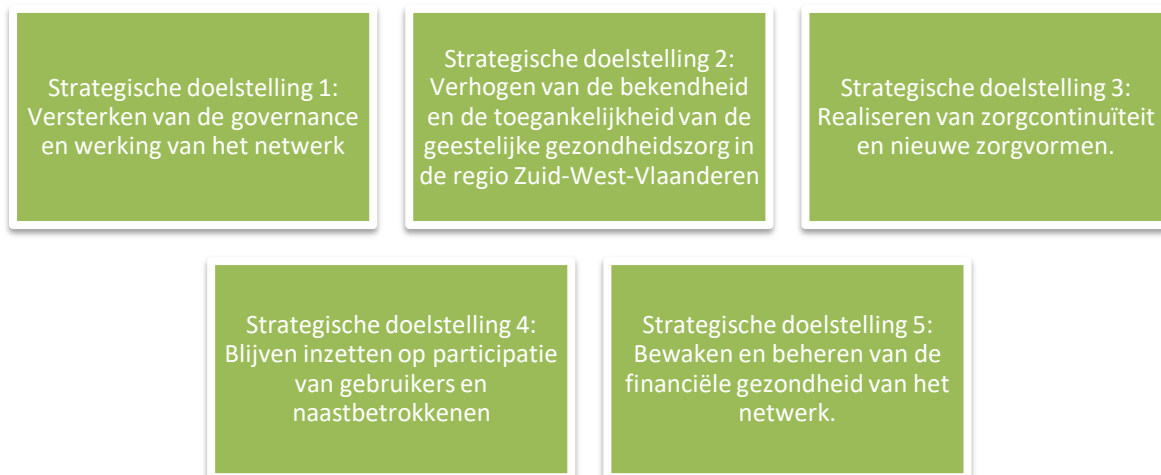 Strategische doelstelling 1:
Versterken van de governance
en werking van het netwerk
Strategische doelstelling 2:
Verhogen van de bekendheid
en de toegankelijkheid van de
geestelijke gezondheidszorg in
de regio Zuid-West-Vlaanderen
Strategische doelstelling 3:
Realiseren van zorgcontinuïteit
en nieuwe zorgvormen.
Strategische doelstelling 4:
Blijven inzetten op participatie
van gebruikers en
naastbetrokkenen
Strategische doelstelling 5:
Bewaken en beheren van de
financiële gezondheid van het
netwerk.